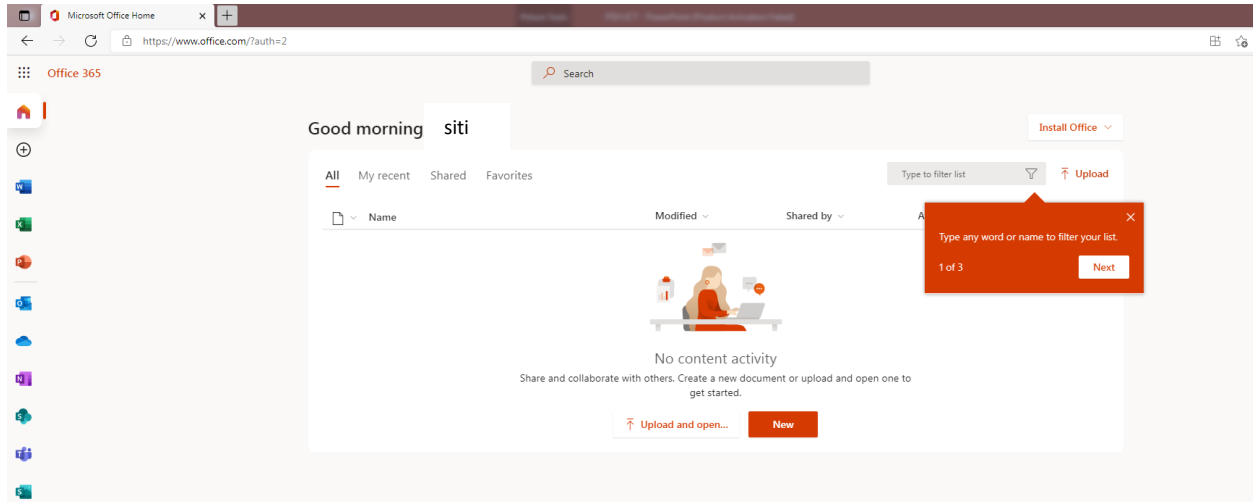 Microsoft Office Home
https://www.office.com/?auth=2
Office 365
Search
Good morning siti
Install Office
All My recent Shared Favorites
Type to filter list
Upload
Name Modified Shared by A
Type any word or name to filter your list.
1 of 3 Next
No content activity
Share and collaborate with others. Create a new document or upload and open one to
get started.
Upload and open... New